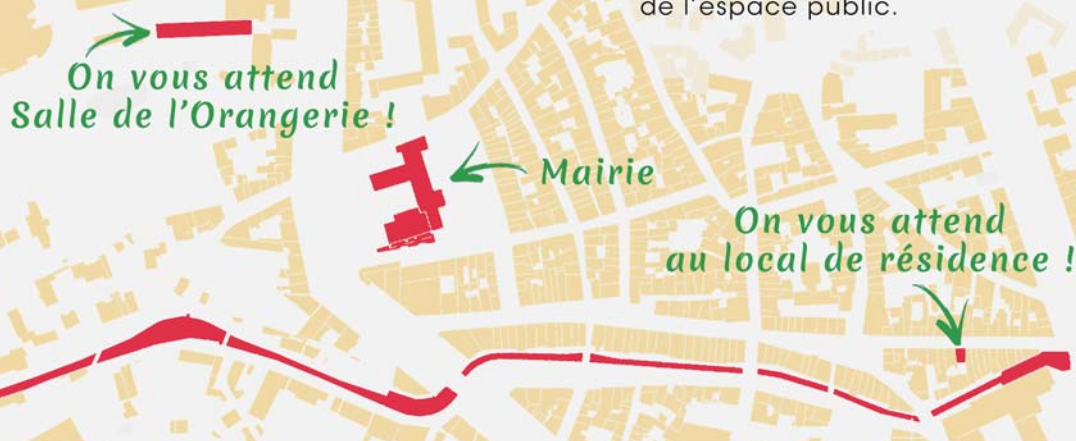 de l'espace public.
On vous attend
Salle de l'Orangerie !
Mairie
On vous attend
au local de résidence !